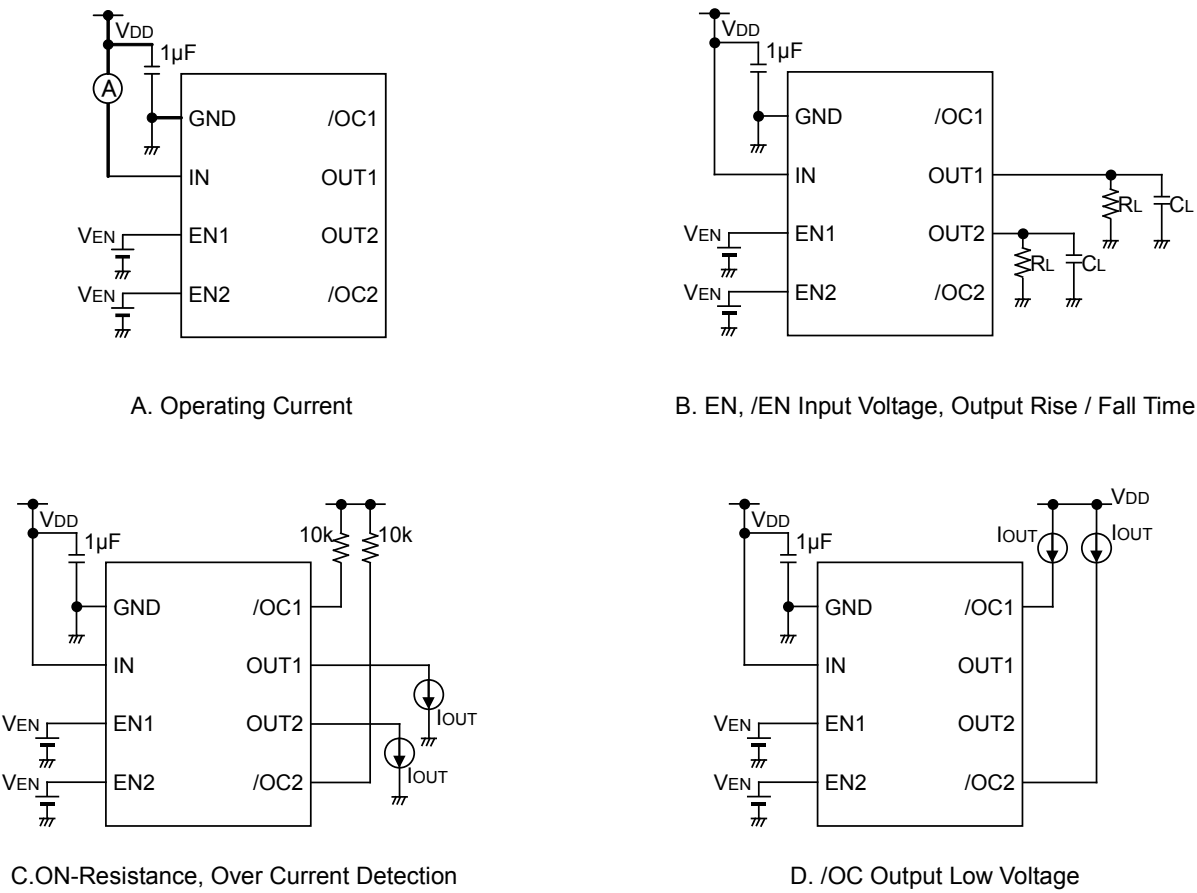 VDD
1µF
A
GND /OC1
IN OUT1
VEN EN1 OUT2
VEN EN2 /OC2
A. Operating Current
VDD
1µF
GND /OC1
IN OUT1
RL CL
VEN EN1 OUT2
RL CL
VEN EN2 /OC2
B. EN, /EN Input Voltage, Output Rise / Fall Time
VDD
1µF
10k 10k
GND /OC1
IN OUT1
IOUT
VEN EN1 OUT2
IOUT
VEN EN2 /OC2
C.ON-Resistance, Over Current Detection
VDD
VDD
1µF
IOUT IOUT
GND /OC1
IN OUT1
VEN EN1 OUT2
VEN EN2 /OC2
D. /OC Output Low Voltage